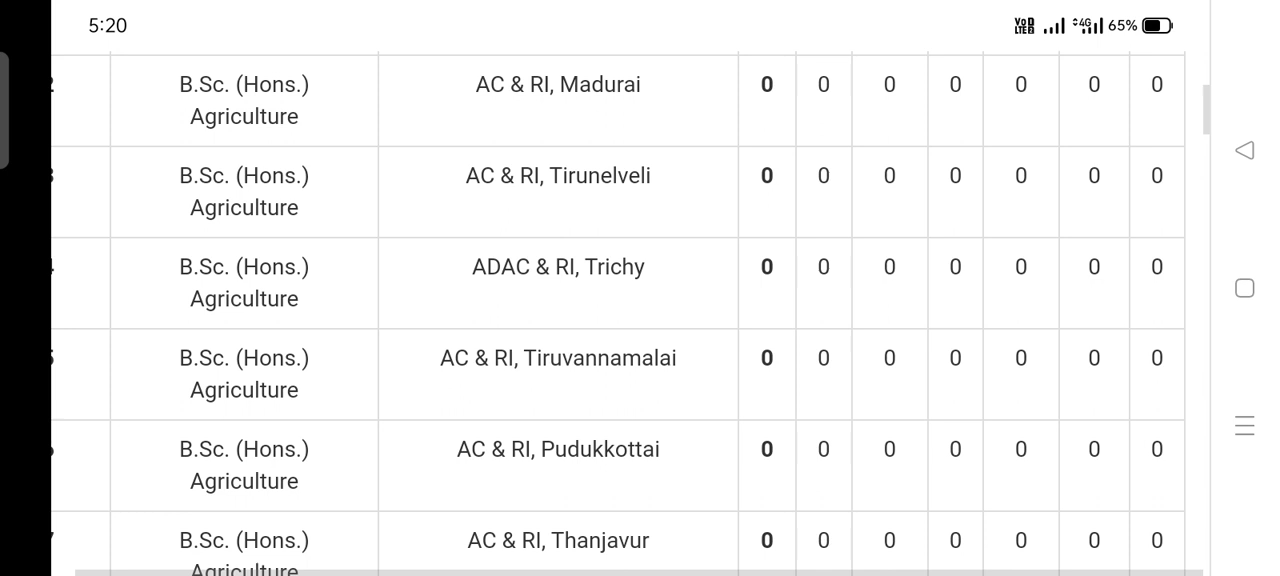 5:20 VoD LTE 2 4G 65%
B.Sc. (Hons.) AC & RI, Madurai 0 0 0 0 0 0 0
Agriculture
B.Sc. (Hons.) AC & RI, Tirunelveli 0 0 0 0 0 0 0
Agriculture
B.Sc. (Hons.) ADAC & RI, Trichy 0 0 0 0 0 0 0
Agriculture
B.Sc. (Hons.) AC & RI, Tiruvannamalai 0 0 0 0 0 0 0
Agriculture
B.Sc. (Hons.) AC & RI, Pudukkottai 0 0 0 0 0 0 0
Agriculture
B.Sc. (Hons.) AC & RI, Thanjavur 0 0 0 0 0 0 0
Agriculture